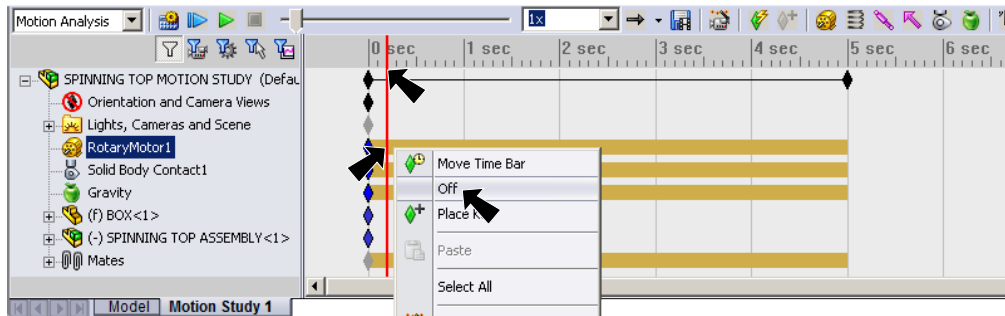 Motion Analysis 1x
0 sec 1 sec 2 sec 3 sec 4 sec 5 sec 6 sec
SPINNING TOP MOTION STUDY (Defau
Orientation and Camera Views
Lights, Cameras and Scene
RotaryMotor1
Move Time Bar
Solid Body Contact1
Off
Gravity
(f) BOX<1>
Place K
(-) SPINNING TOP ASSEMBLY<1>
Paste
Mates
Select All
Model Motion Study 1